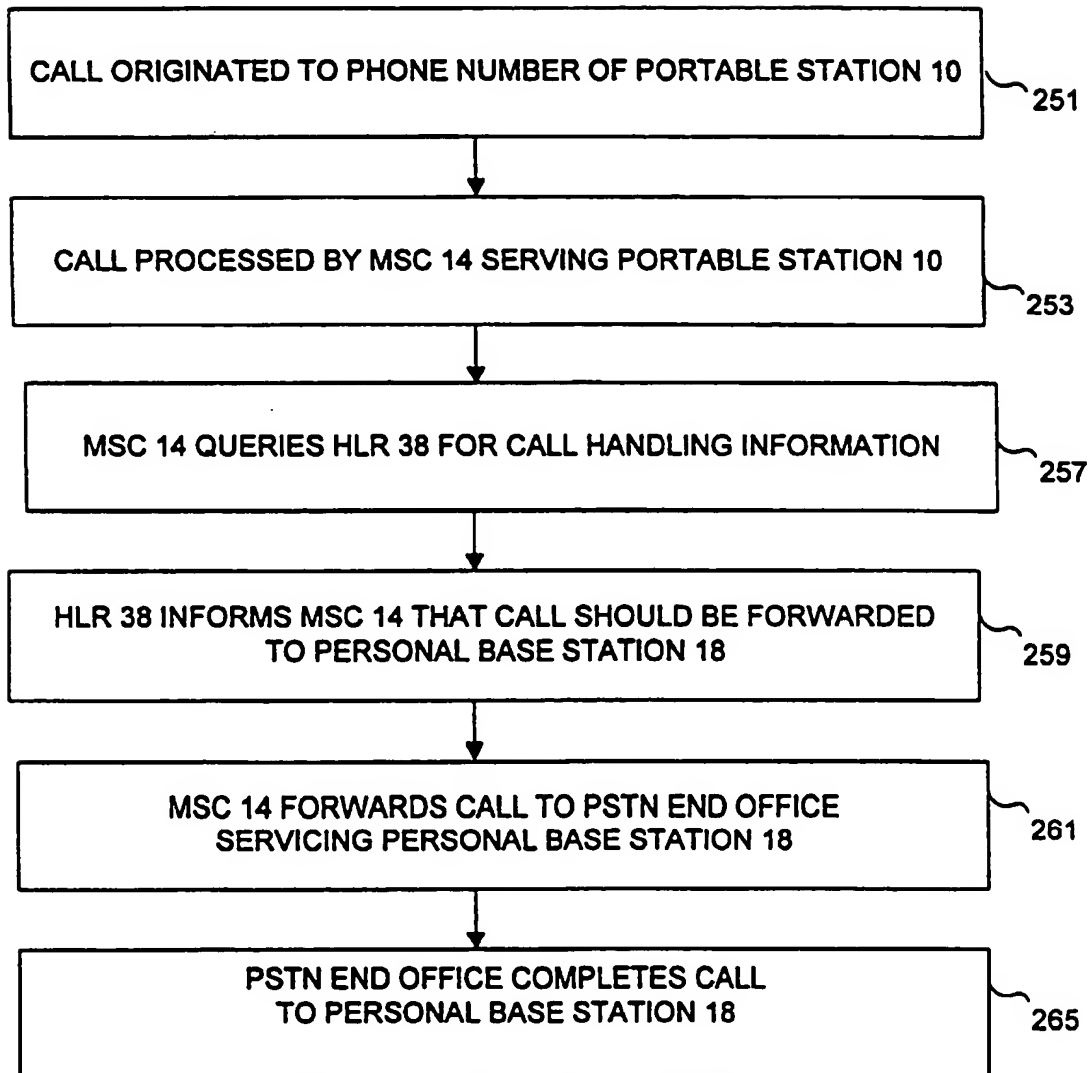 CALL ORIGINATED TO PHONE NUMBER OF PORTABLE STATION 10
251
CALL PROCESSED BY MSC 14 SERVING PORTABLE STATION 10
253
MSC 14 QUERIES HLR 38 FOR CALL HANDLING INFORMATION
257
HLR 38 INFORMS MSC 14 THAT CALL SHOULD BE FORWARDED
TO PERSONAL BASE STATION 18
259
MSC 14 FORWARDS CALL TO PSTN END OFFICE
SERVICING PERSONAL BASE STATION 18
261
PSTN END OFFICE COMPLETES CALL
TO PERSONAL BASE STATION 18
265